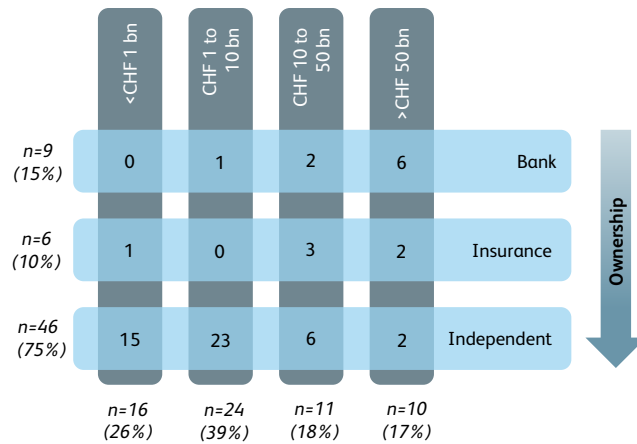 <CHF 1 bn
CHF 1 to
10 bn
CHF 10 to
50 bn
>CHF 50 bn
n=9
(15%)
0
1
2
6
Bank
n=6
(10%)
1
0
3
2
Insurance
n=46
(75%)
15
23
6
2
Independent
Ownership
n=16
(26%)
n=24
(39%)
n=11
(18%)
n=10
(17%)